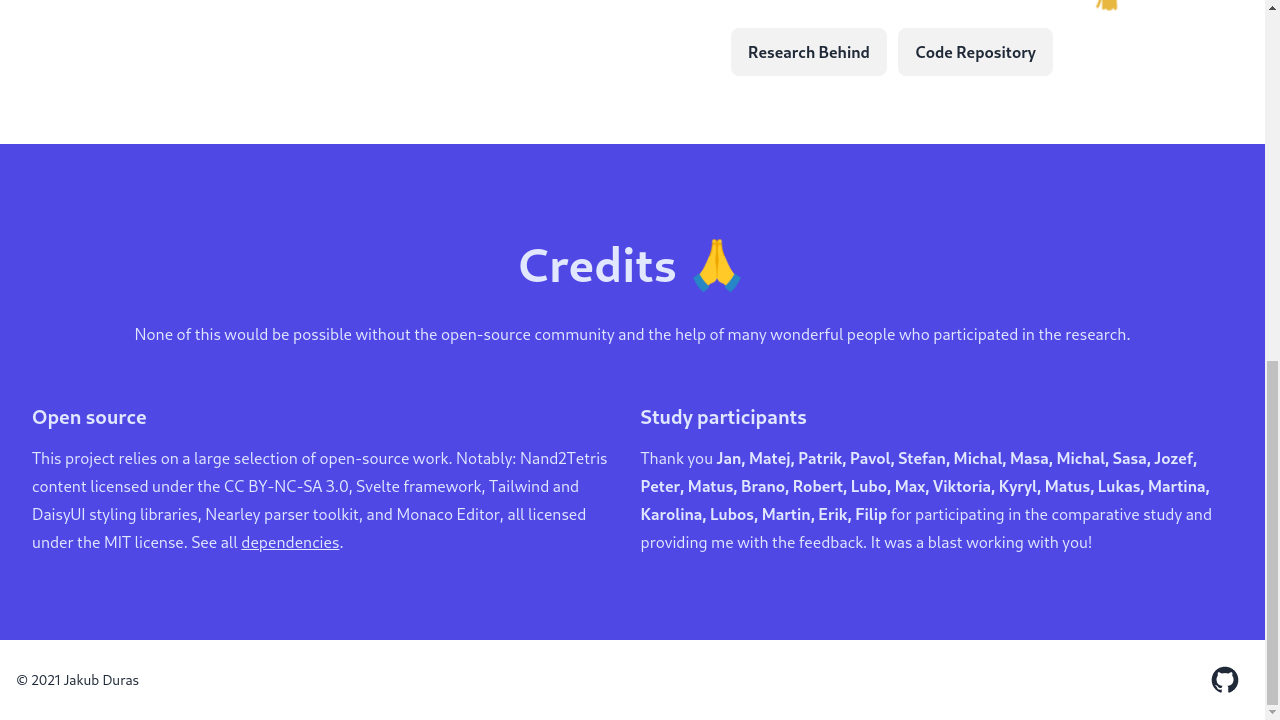 Research Behind
Code Repository
Credits 🙏
None of this would be possible without the open-source community and the help of many wonderful people who participated in the research.
Open source
This project relies on a large selection of open-source work. Notably: Nand2Tetris
content licensed under the CC BY-NC-SA 3.0, Svelte framework, Tailwind and
DaisyUI styling libraries, Nearley parser toolkit, and Monaco Editor, all licensed
under the MIT license. See all dependencies.
Study participants
Thank you Jan, Matej, Patrik, Pavol, Stefan, Michal, Masa, Michal, Sasa, Jozef,
Peter, Matus, Brano, Robert, Lubo, Max, Viktoria, Kyryl, Matus, Lukas, Martina,
Karolina, Lubos, Martin, Erik, Filip for participating in the comparative study and
providing me with the feedback. It was a blast working with you!
© 2021 Jakub Duras